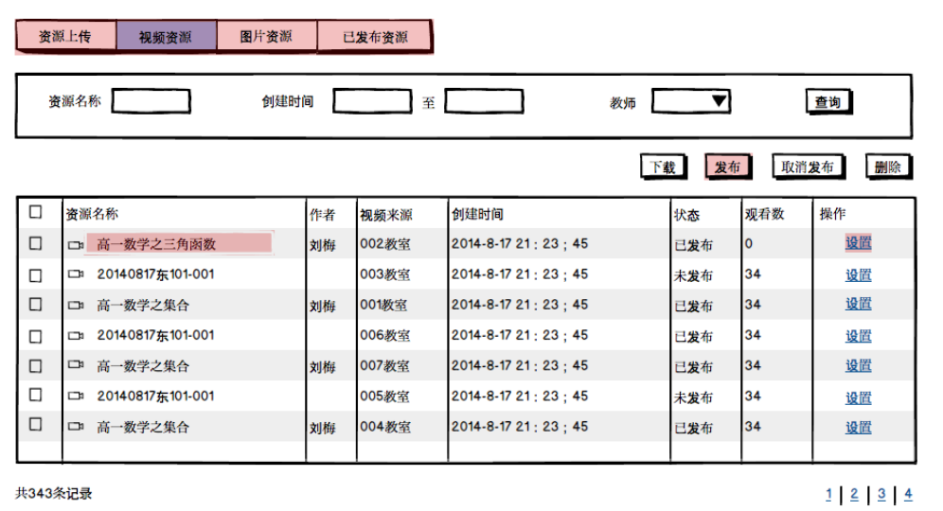 资源上传 视频资源 图片资源 已发布资源
资源名称 创建时间 至 教师 查询
下载 发布 取消发布 删除
资源名称 作者 视频来源 创建时间 状态 观看数 操作
高一数学之三角函数 刘梅 002教室 2014-8-17 21：23；45 已发布 0 设置
20140817东101-001 003教室 2014-8-17 21：23；45 未发布 34 设置
高一数学之集合 刘梅 001教室 2014-8-17 21：23；45 已发布 34 设置
20140817东101-001 006教室 2014-8-17 21：23；45 已发布 34 设置
高一数学之集合 刘梅 007教室 2014-8-17 21：23；45 已发布 34 设置
20140817东101-001 005教室 2014-8-17 21：23；45 未发布 34 设置
高一数学之集合 刘梅 004教室 2014-8-17 21：23；45 已发布 34 设置
共343条记录 1 | 2 | 3 | 4